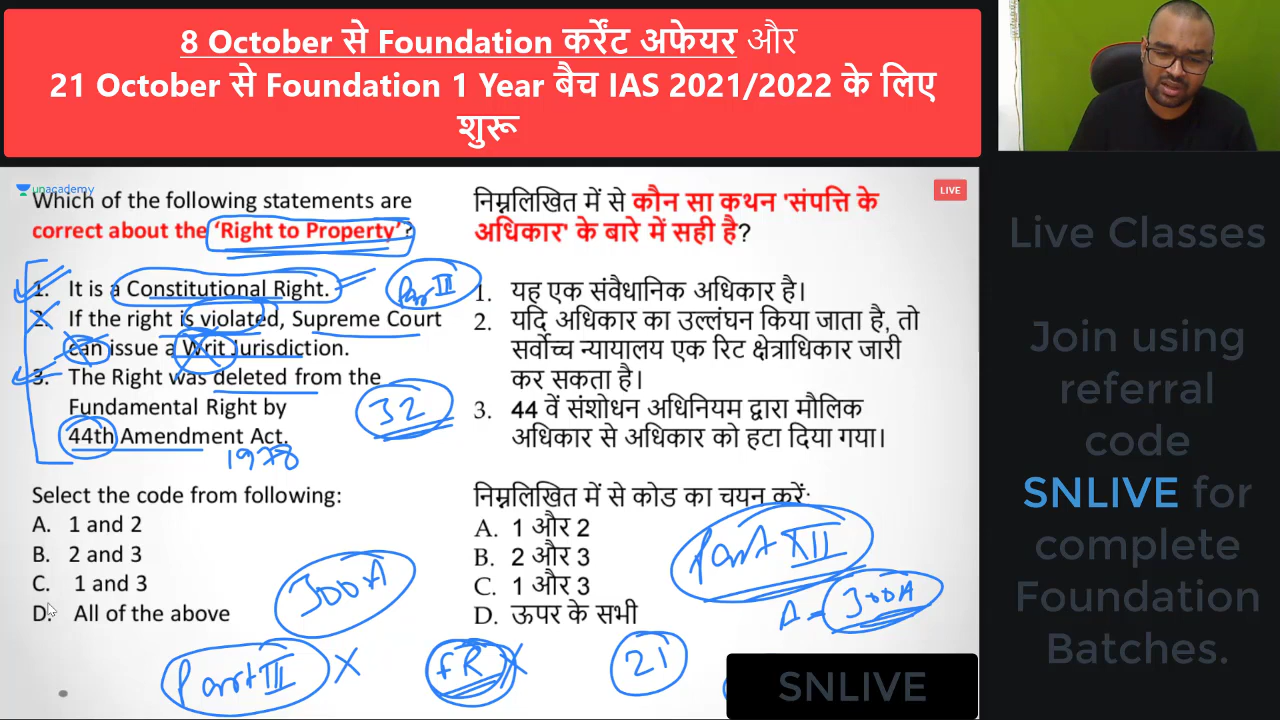 8 October से Foundation करेंट अफेयर और
21 October से Foundation 1 Year बैच IAS 2021/2022 के लिए
शुरू
unacademy
LIVE
Which of the following statements are
correct about the ‘Right to Property’?
1. It is a Constitutional Right.
2. If the right is violated, Supreme Court
can issue a Writ Jurisdiction.
3. The Right was deleted from the
Fundamental Right by
44th Amendment Act.
Select the code from following:
A. 1 and 2
B. 2 and 3
C. 1 and 3
D. All of the above
निम्नलिखित में से कौन सा कथन 'संपत्ति के
अधिकार' के बारे में सही है?
1. यह एक संवैधानिक अधिकार है।
2. यदि अधिकार का उल्लंघन किया जाता है, तो
सर्वोच्च न्यायालय एक रिट क्षेत्राधिकार जारी
कर सकता है।
3. 44 वें संशोधन अधिनियम द्वारा मौलिक
अधिकार से अधिकार को हटा दिया गया।
निम्नलिखित में से कोड का चयन करें:
A. 1 और 2
B. 2 और 3
C. 1 और 3
D. ऊपर के सभी
Par III
32
1978
300A
Part XII
A = 300A
Part III X
FR X
21
SNLIVE
Live Classes
Join using
referral
code
SNLIVE for
complete
Foundation
Batches.